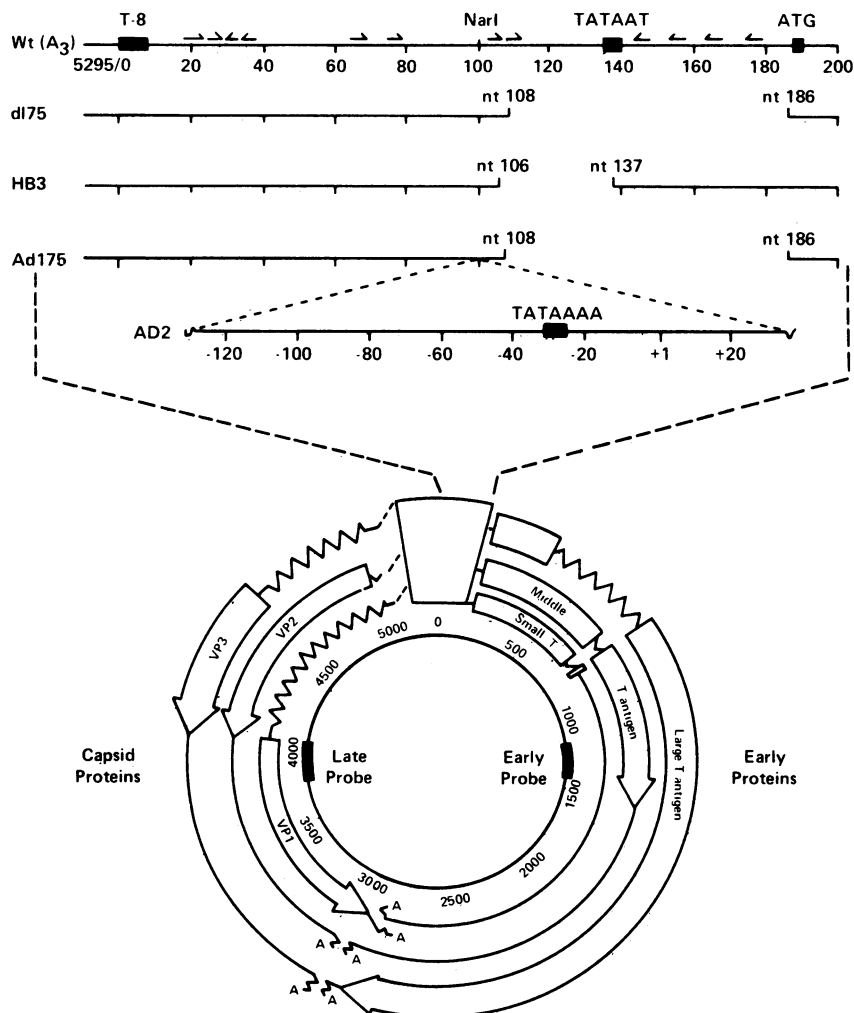 T-8 NarI TATAAT ATG
Wt (A3)
5295/0 20 40 60 80 100 120 140 160 180 200
nt 108 nt 186
dl75
nt 106 nt 137
HB3
nt 108 nt 186
Ad175
TATAAAA
AD2
-120 -100 -80 -60 -40 -20 +1 +20
Middle
Small T
VP3
VP2
5000 0 500
4500
1000
T antigen
Large T antigen
Capsid
Proteins
4000
Late
Probe
Early
Probe
Early
Proteins
1500
VP1
3500
2000
3000
2500
A
A
A
A
A
A